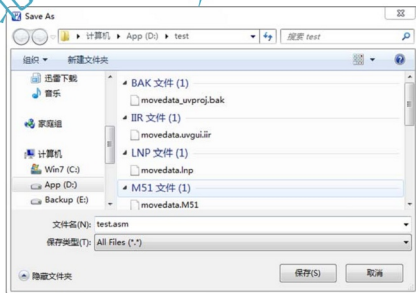 Save As
计算机 ▸ App (D:) ▸ test
搜索 test
组织 ▼ 新建文件夹
迅雷下载
音乐
家庭组
计算机
Win7 (C:)
App (D:)
Backup (E:)
BAK 文件 (1)
movedata_uvproj.bak
IIR 文件 (1)
movedata.uvgui.iir
LNP 文件 (1)
movedata.lnp
M51 文件 (1)
movedata.M51
文件名(N): test.asm
保存类型(T): All Files (*.*)
隐藏文件夹
保存(S) 取消